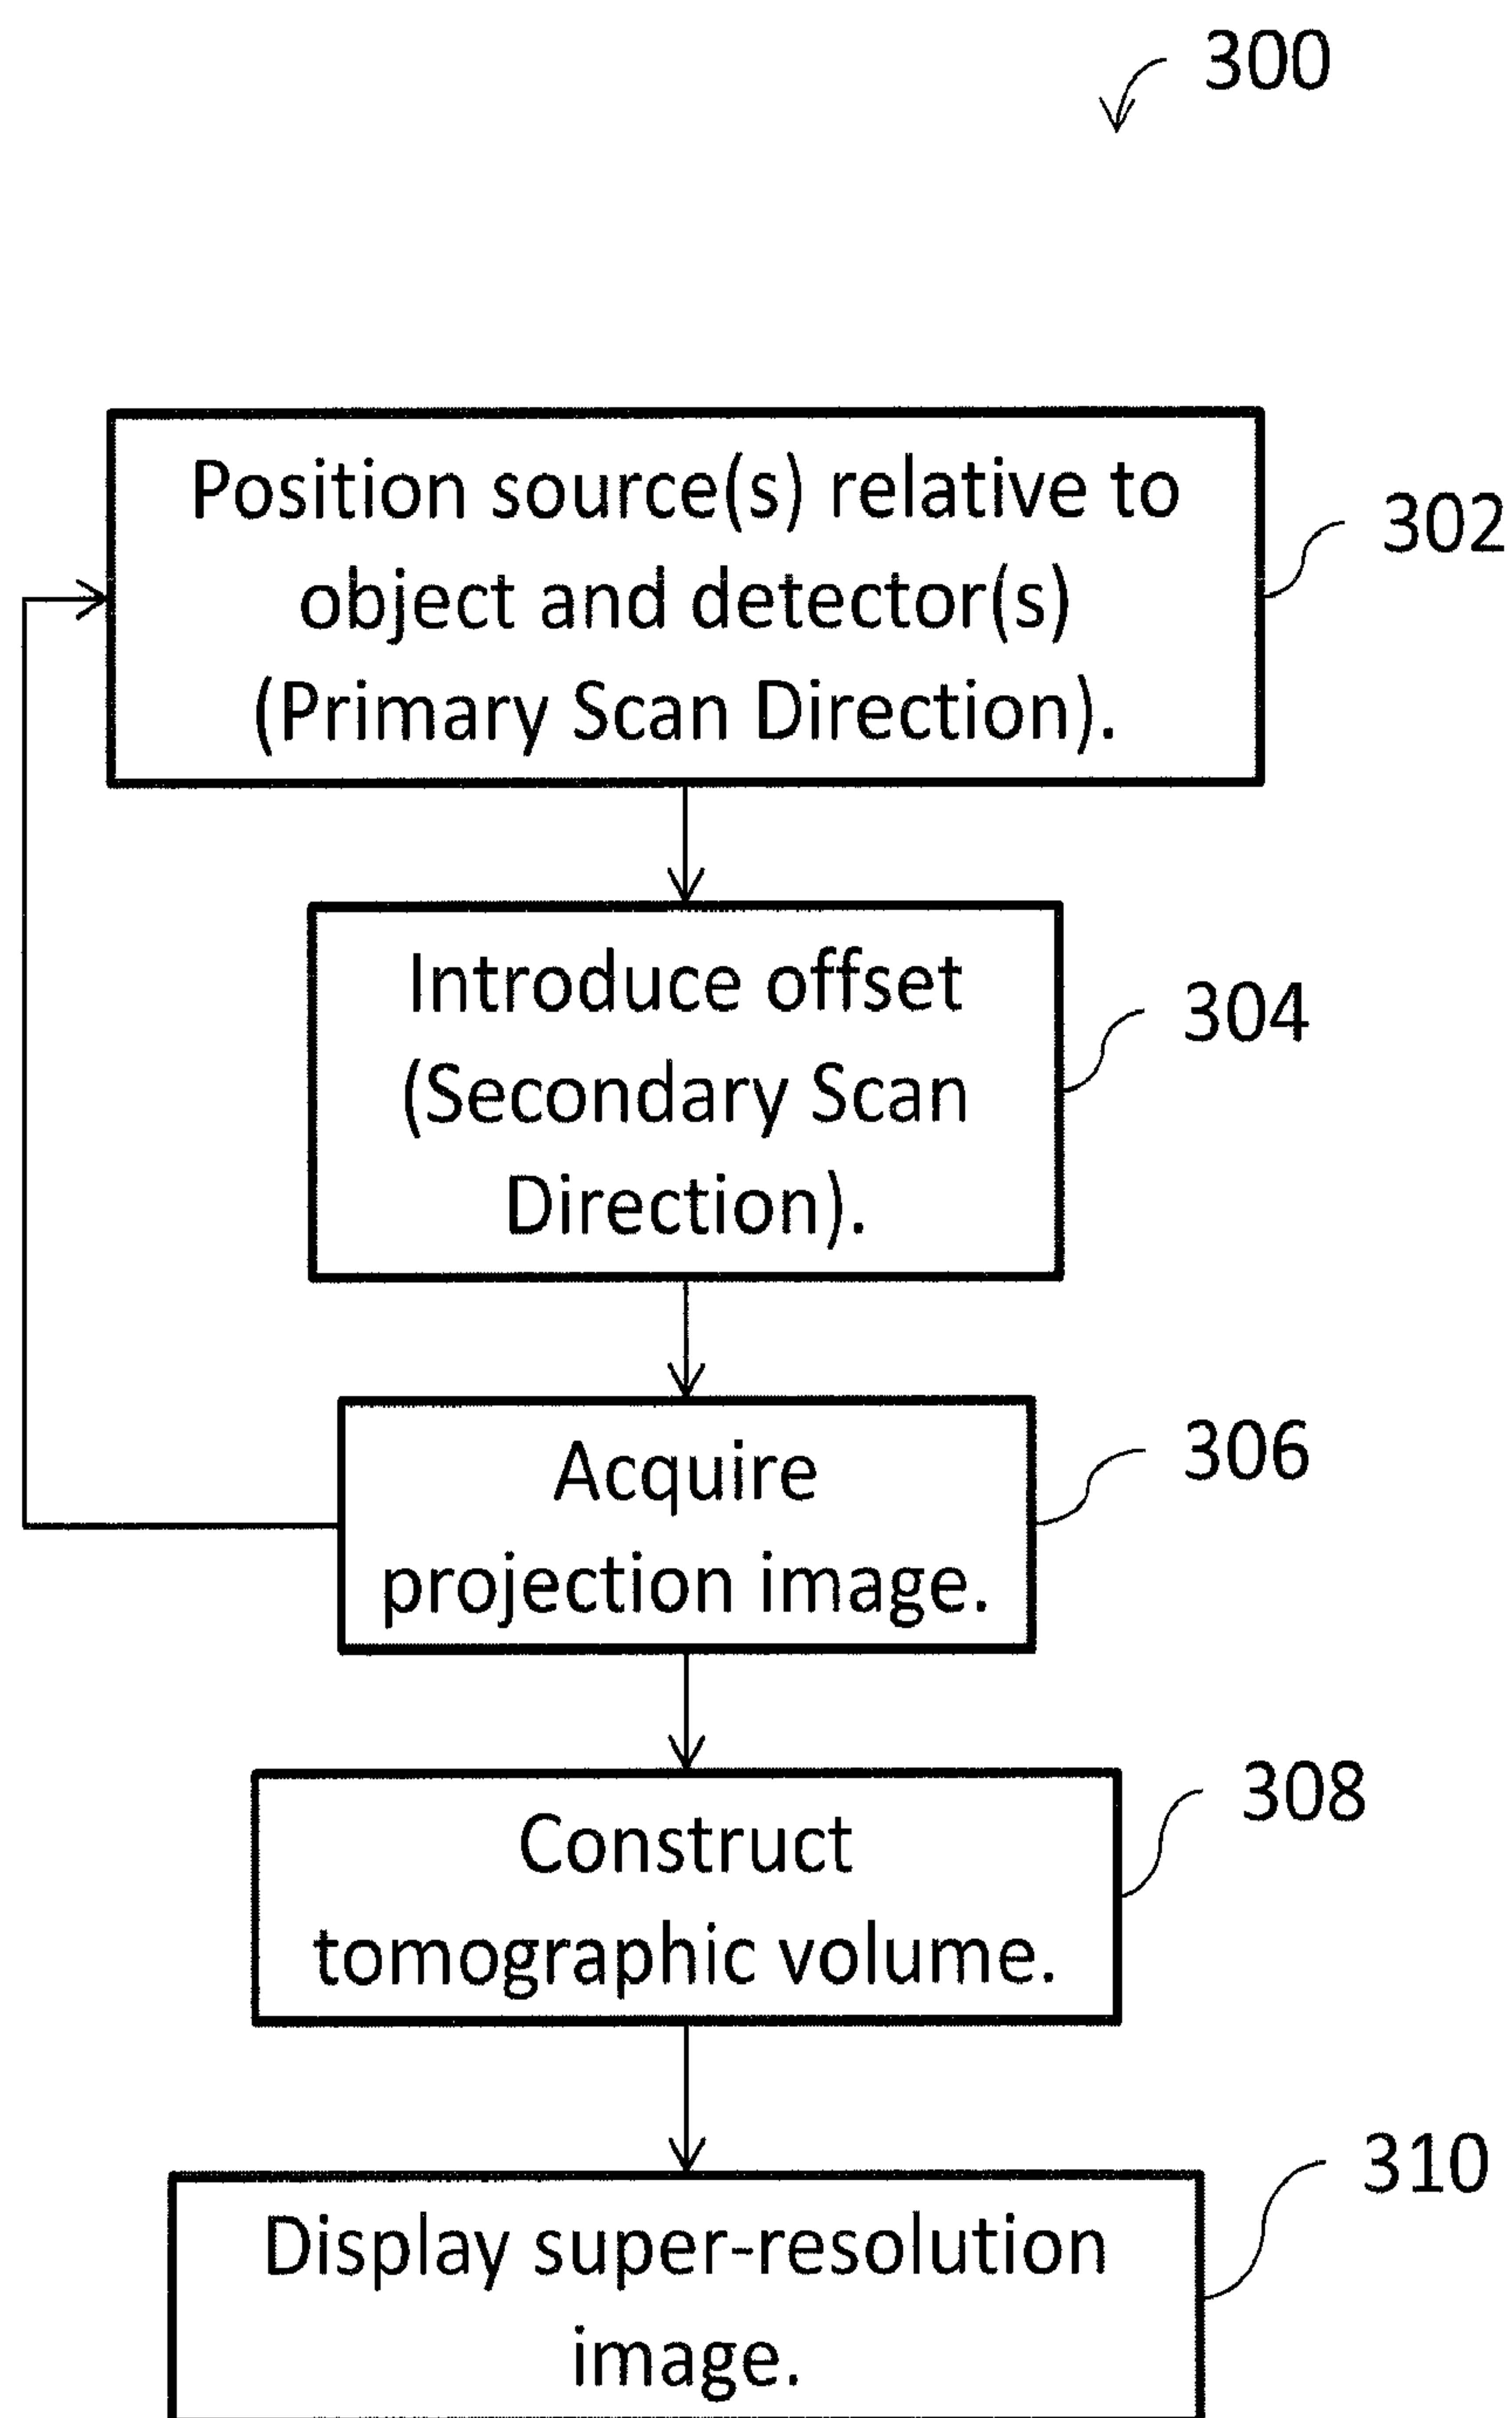 300
Position source(s) relative to
object and detector(s)
(Primary Scan Direction).
302
Introduce offset
(Secondary Scan
Direction).
304
Acquire
projection image.
306
Construct
tomographic volume.
308
Display super-resolution
image.
310